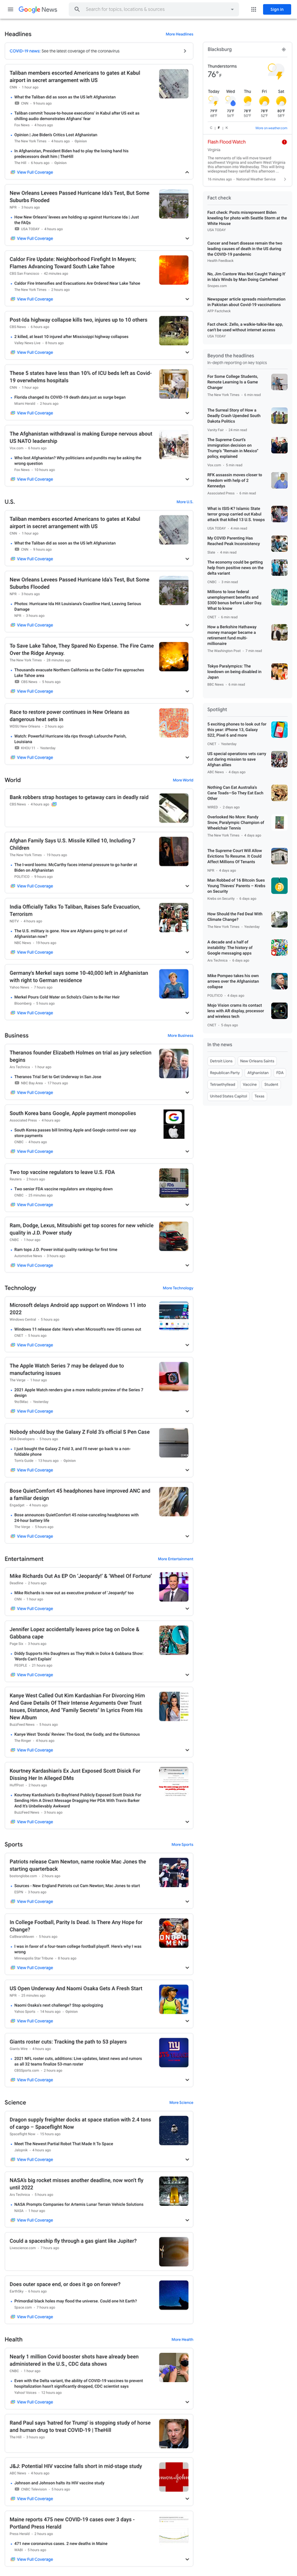 Google News
Search for topics, locations & sources
Sign in
Headlines
More Headlines
COVID-19 news: See the latest coverage of the coronavirus
Taliban members escorted Americans to gates at Kabul
airport in secret arrangement with US
CNN · 1 hour ago
What the Taliban did as soon as the US left Afghanistan
CNN · 9 hours ago
Taliban commit 'house-to-house executions' in Kabul after US exit as
chilling audio demonstrates Afghans' fear
Fox News · 4 hours ago
Opinion | Joe Biden's Critics Lost Afghanistan
The New York Times · 4 hours ago · Opinion
In Afghanistan, President Biden had to play the losing hand his
predecessors dealt him | TheHill
The Hill · 6 hours ago · Opinion
View Full Coverage
New Orleans Levees Passed Hurricane Ida's Test, But Some
Suburbs Flooded
NPR · 3 hours ago
How New Orleans' levees are holding up against Hurricane Ida | Just
the FAQs
USA TODAY · 4 hours ago
View Full Coverage
Caldor Fire Update: Neighborhood Firefight In Meyers;
Flames Advancing Toward South Lake Tahoe
CBS San Francisco
Caldor Fire Intensifies and Evacuations Are Ordered Near Lake Tahoe
The New York Times · 2 hours ago
View Full Coverage
Post-Ida highway collapse kills two, injures up to 10 others
CBS News · 6 hours ago
2 killed, at least 10 injured after Mississippi highway collapses
Valley News Live · 8 hours ago
View Full Coverage
These 5 states have less than 10% of ICU beds left as Covid-
19 overwhelms hospitals
CNN · 1 hour ago
Florida changed its COVID-19 death data just as surge began
Miami Herald · 2 hours ago
View Full Coverage
The Afghanistan withdrawal is making Europe nervous about
US NATO leadership
Vox.com · 6 hours ago
Who lost Afghanistan? Why politicians and pundits may be asking the
wrong question
Fox News · 10 hours ago
View Full Coverage
U.S.
More U.S.
Taliban members escorted Americans to gates at Kabul
airport in secret arrangement with US
CNN · 1 hour ago
What the Taliban did as soon as the US left Afghanistan
CNN · 9 hours ago
View Full Coverage
New Orleans Levees Passed Hurricane Ida's Test, But Some
Suburbs Flooded
NPR · 3 hours ago
Photos: Hurricane Ida Hit Louisiana's Coastline Hard, Leaving Serious
Damage
NPR · 3 hours ago
View Full Coverage
To Save Lake Tahoe, They Spared No Expense. The Fire Came
Over the Ridge Anyway.
The New York Times
Thousands evacuate Northern California as the Caldor Fire approaches
Lake Tahoe area
CBS News
View Full Coverage
Race to restore power continues in New Orleans as
dangerous heat sets in
WDSU New Orleans · 2 hours ago
Watch: Powerful Hurricane Ida rips through Lafourche Parish,
Louisiana
Yesterday
View Full Coverage
World
More World
Bank robbers strap hostages to getaway cars in deadly raid
CBS News · 4 hours ago
Afghan Family Says U.S. Missile Killed 10, Including 7
Children
The New York Times · 19 hours ago
The I-word looms: McCarthy faces internal pressure to go harder at
Biden on Afghanistan
POLITICO · 9 hours ago
View Full Coverage
India Officially Talks To Taliban, Raises Safe Evacuation,
Terrorism
NDTV · 4 hours ago
The U.S. military is gone. How are Afghans going to get out of
Afghanistan now?
NBC News · 19 hours ago
View Full Coverage
Germany's Merkel says some 10-40,000 left in Afghanistan
with right to German residence
Yahoo News · 7 hours ago
Merkel Pours Cold Water on Scholz's Claim to Be Her Heir
Bloomberg · 5 hours ago
View Full Coverage
Business
More Business
Theranos founder Elizabeth Holmes on trial as jury selection
begins
Ars Technica · 1 hour ago
Theranos Trial Set to Get Underway in San Jose
NBC Bay Area · 17 hours ago
View Full Coverage
South Korea bans Google, Apple payment monopolies
Associated Press · 4 hours ago
South Korea passes bill limiting Apple and Google control over app
store payments
CNBC · 4 hours ago
View Full Coverage
Two top vaccine regulators to leave U.S. FDA
Reuters · 2 hours ago
Two senior FDA vaccine regulators are stepping down
CNBC
View Full Coverage
Ram, Dodge, Lexus, Mitsubishi get top scores for new vehicle
quality in J.D. Power study
CNBC · 1 hour ago
Ram tops J.D. Power initial quality rankings for first time
Automotive News · 3 hours ago
View Full Coverage
Technology
More Technology
Microsoft delays Android app support on Windows 11 into
2022
Windows Central · 5 hours ago
Windows 11 release date: Here's when Microsoft's new OS comes out
CNET · 5 hours ago
View Full Coverage
The Apple Watch Series 7 may be delayed due to
manufacturing issues
The Verge · 1 hour ago
2021 Apple Watch renders give a more realistic preview of the Series 7
design
9to5Mac · Yesterday
View Full Coverage
Nobody should buy the Galaxy Z Fold 3's official S Pen Case
XDA Developers · 3 hours ago
I just bought the Galaxy Z Fold 3, and I'll never go back to a non-
foldable phone
Tom's Guide · 13 hours ago · Opinion
View Full Coverage
Bose QuietComfort 45 headphones have improved ANC and
a familiar design
Engadget · 4 hours ago
Bose announces QuietComfort 45 noise-canceling headphones with
24-hour battery life
The Verge · 5 hours ago
View Full Coverage
Entertainment
More Entertainment
Mike Richards Out As EP On 'Jeopardy!' & 'Wheel Of Fortune'
Deadline · 2 hours ago
Mike Richards is now out as executive producer of 'Jeopardy!' too
CNN · 1 hour ago
View Full Coverage
Jennifer Lopez accidentally leaves price tag on Dolce &
Gabbana cape
Page Six · 5 hours ago
Diddy Supports His Daughters as They Walk in Dolce & Gabbana Show:
'Words Can't Explain'
PEOPLE · 21 hours ago
View Full Coverage
Kanye West Called Out Kim Kardashian For Divorcing Him
And Gave Details Of Their Intense Arguments Over Trust
Issues, Distance, And "Family Secrets" In Lyrics From His
New Album
BuzzFeed News · 5 hours ago
Kanye West 'Donda' Review: The Good, the Godly, and the Gluttonous
The Ringer · 4 hours ago
View Full Coverage
Kourtney Kardashian's Ex Just Exposed Scott Disick For
Dissing Her In Alleged DMs
HuffPost · 2 hours ago
Kourtney Kardashian's Ex-Boyfriend Publicly Exposed Scott Disick For
Sending Him A Direct Message Dragging Her PDA With Travis Barker
And It's Unbelievably Awkward
BuzzFeed News · 5 hours ago
View Full Coverage
Sports
More Sports
Patriots release Cam Newton, name rookie Mac Jones the
starting quarterback
bostonglobe.com · 2 hours ago
Sources - New England Patriots cut Cam Newton, Mac Jones to start
ESPN · 3 hours ago
View Full Coverage
In College Football, Parity Is Dead. Is There Any Hope for
Change?
CalBearsMaven · 5 hours ago
I was in favor of a four-team college football playoff. Here's why I was
wrong
Minneapolis Star Tribune · 8 hours ago
View Full Coverage
US Open Underway And Naomi Osaka Gets A Fresh Start
NPR
Naomi Osaka's next challenge? Stop apologizing
Yahoo Sports · 14 hours ago · Opinion
View Full Coverage
Giants roster cuts: Tracking the path to 53 players
Giants Wire · 4 hours ago
2021 NFL roster cuts, additions: Live updates, latest news and rumors
as all 32 teams finalize 53-man roster
CBSSports.com · 2 hours ago
View Full Coverage
Science
More Science
Dragon supply freighter docks at space station with 2.4 tons
of cargo – Spaceflight Now
Spaceflight Now · 15 hours ago
Meet The Newest Partial Robot That Made It To Space
Jalopnik · 4 hours ago
View Full Coverage
NASA's big rocket misses another deadline, now won't fly
until 2022
Ars Technica · 5 hours ago
NASA Prompts Companies for Artemis Lunar Terrain Vehicle Solutions
NASA · 1 hour ago
View Full Coverage
Could a spaceship fly through a gas giant like Jupiter?
Livescience.com · 7 hours ago
Does outer space end, or does it go on forever?
EarthSky · 6 hours ago
Primordial black holes may flood the universe. Could one hit Earth?
Space.com · 7 hours ago
View Full Coverage
Health
More Health
Nearly 1 million Covid booster shots have already been
administered in the U.S., CDC data shows
CNBC · 1 hour ago
Even with the Delta variant, the ability of COVID-19 vaccines to prevent
hospitalization hasn't significantly dropped, CDC scientist says
Yahoo! Voices · 12 hours ago
View Full Coverage
Rand Paul says 'hatred for Trump' is stopping study of horse
and human drug to treat COVID-19 | TheHill
The Hill · 3 hours ago
J&J: Potential HIV vaccine falls short in mid-stage study
ABC News · 4 hours ago
Johnson and Johnson halts its HIV vaccine study
CNBC Television · 5 hours ago
View Full Coverage
Maine reports 475 new COVID-19 cases over 3 days -
Portland Press Herald
Press Herald · 3 hours ago
471 new coronavirus cases. 2 new deaths in Maine
WABI · 3 hours ago
View Full Coverage
Blacksburg
Thunderstorms
76°F
Today Wed Thu Fri Sat
C | F | K
More on weather.com
Flash Flood Watch
Virginia
The remnants of Ida will move toward
southwest Virginia and southern West Virginia
this afternoon into Wednesday. This will bring
widespread heavy rainfall this afternoon ...
National Weather Service
Fact check
Fact check: Posts misrepresent Biden
kneeling for photo with Seattle Storm at the
White House
USA TODAY
Cancer and heart disease remain the two
leading causes of death in the US during
the COVID-19 pandemic
Health Feedback
No, Jim Cantore Was Not Caught 'Faking It'
in Ida's Winds by Man Doing Cartwheel
Snopes.com
Newspaper article spreads misinformation
in Pakistan about Covid-19 vaccinations
AFP Factcheck
Fact check: Zello, a walkie-talkie-like app,
can't be used without internet access
USA TODAY
Beyond the headlines
In-depth reporting on key topics
For Some College Students,
Remote Learning Is a Game
Changer
The New York Times · 6 min read
The Surreal Story of How a
Deadly Crash Upended South
Dakota Politics
Vanity Fair · 24 min read
The Supreme Court's
immigration decision on
Trump's "Remain in Mexico"
policy, explained
Vox.com · 5 min read
RFK assassin moves closer to
freedom with help of 2
Kennedys
Associated Press · 6 min read
What is ISIS-K? Islamic State
terror group carried out Kabul
attack that killed 13 U.S. troops
USA TODAY · 4 min read
My COVID Parenting Has
Reached Peak Inconsistency
Slate · 4 min read
The economy could be getting
help from positive news on the
delta variant
CNBC · 3 min read
Millions to lose federal
unemployment benefits and
$300 bonus before Labor Day.
What to know
CNET · 6 min read
How a Berkshire Hathaway
money manager became a
retirement fund multi-
millionaire
The Washington Post · 7 min read
Tokyo Paralympics: The
lowdown on being disabled in
Japan
BBC News · 6 min read
Spotlight
5 exciting phones to look out for
this year: iPhone 13, Galaxy
S22, Pixel 6 and more
CNET · Yesterday
US special operations vets carry
out daring mission to save
Afghan allies
ABC News · 4 days ago
Nothing Can Eat Australia's
Cane Toads—So They Eat Each
Other
WIRED · 2 days ago
Overlooked No More: Randy
Snow, Paralympic Champion of
Wheelchair Tennis
The New York Times · 4 days ago
The Supreme Court Will Allow
Evictions To Resume. It Could
Affect Millions Of Tenants
NPR · 4 days ago
Man Robbed of 16 Bitcoin Sues
Young Thieves' Parents – Krebs
on Security
Krebs on Security · 6 days ago
How Should the Fed Deal With
Climate Change?
The New York Times · Yesterday
A decade and a half of
instability: The history of
Google messaging apps
Ars Technica · 6 days ago
Mike Pompeo takes his own
arrows over the Afghanistan
collapse
POLITICO · 4 days ago
Mojo Vision crams its contact
lens with AR display, processor
and wireless tech
CNET · 5 days ago
In the news
Detroit Lions
New Orleans Saints
Republican Party
Afghanistan
FDA
Tetrahydrolead
Vaccine
Student
United States Capitol
Texas